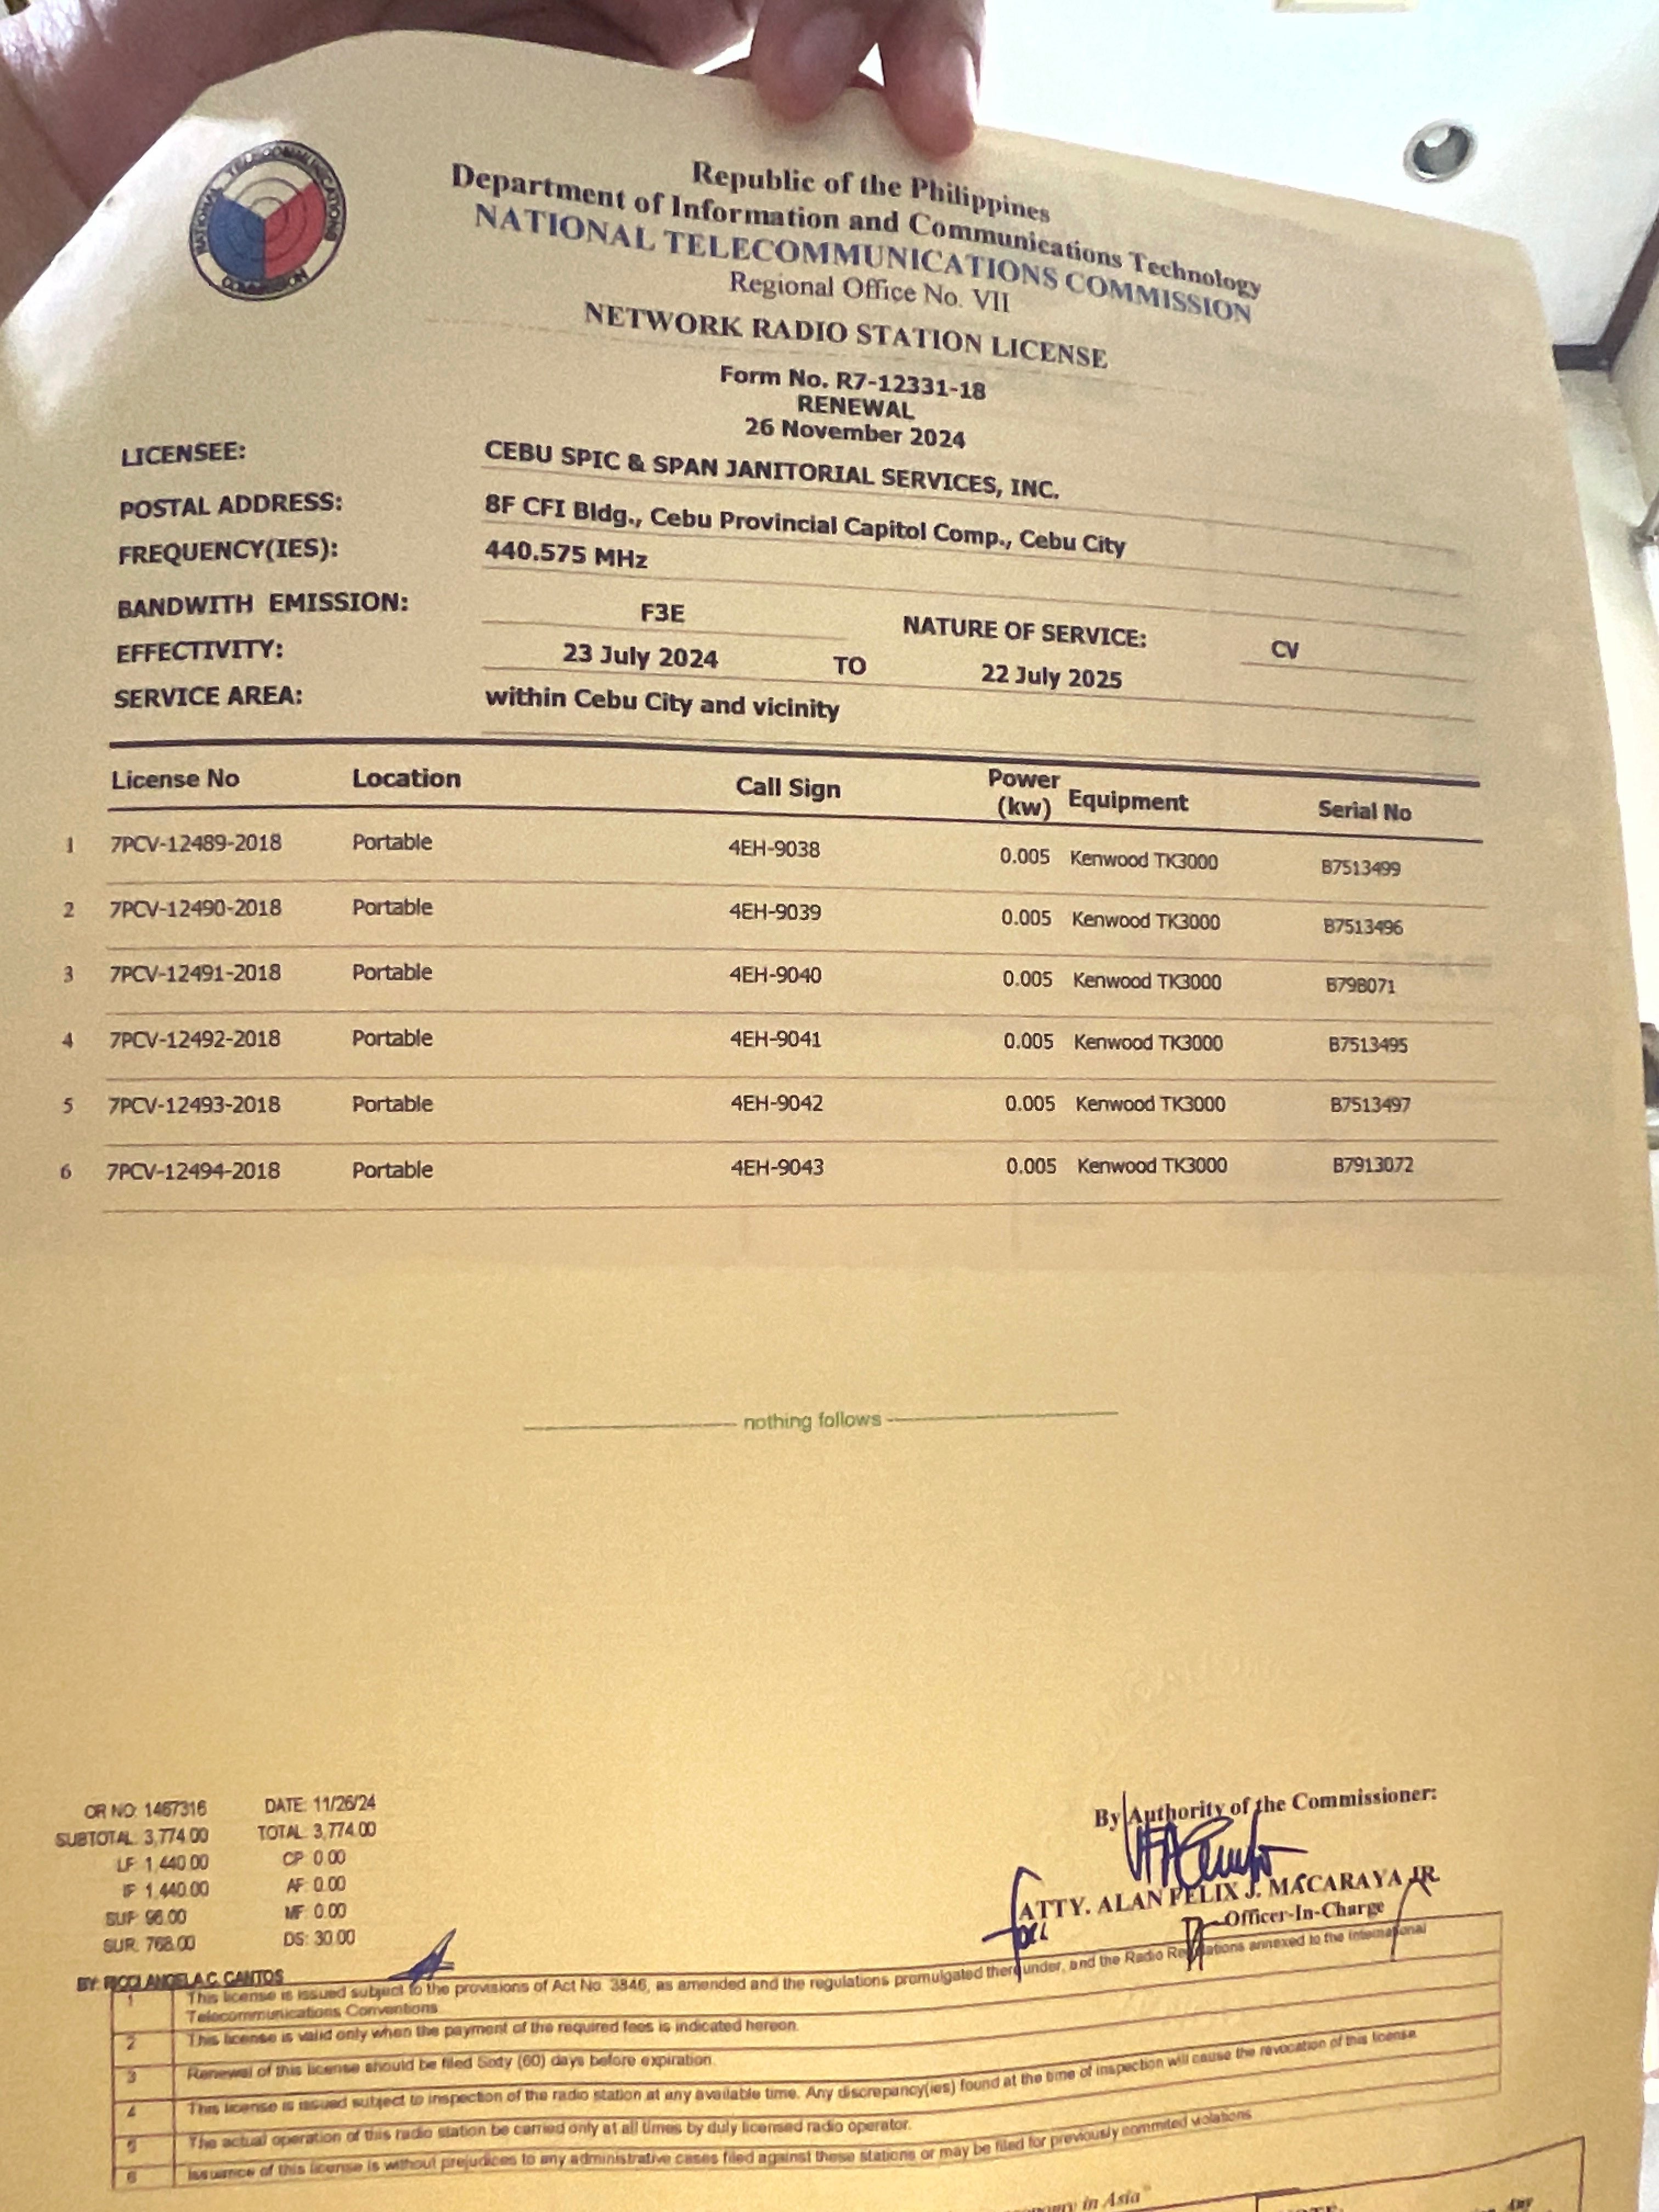 NATIONAL TELECOMMUNICATIONS COMMISSION
Republic of the Philippines
Department of Information and Communications Technology
NATIONAL TELECOMMUNICATIONS COMMISSION
Regional Office No. VII
NETWORK RADIO STATION LICENSE
Form No. R7-12331-18
RENEWAL
26 November 2024
LICENSEE: CEBU SPIC & SPAN JANITORIAL SERVICES, INC.
POSTAL ADDRESS: 8F CFI Bldg., Cebu Provincial Capitol Comp., Cebu City
FREQUENCY(IES): 440.575 MHz
BANDWITH EMISSION: F3E NATURE OF SERVICE: CV
EFFECTIVITY: 23 July 2024 TO 22 July 2025
SERVICE AREA: within Cebu City and vicinity
License No Location Call Sign Power (kw) Equipment Serial No
1 7PCV-12489-2018 Portable 4EH-9038 0.005 Kenwood TK3000 B7513499
2 7PCV-12490-2018 Portable 4EH-9039 0.005 Kenwood TK3000 B7513496
3 7PCV-12491-2018 Portable 4EH-9040 0.005 Kenwood TK3000 B79B071
4 7PCV-12492-2018 Portable 4EH-9041 0.005 Kenwood TK3000 B7513495
5 7PCV-12493-2018 Portable 4EH-9042 0.005 Kenwood TK3000 B7513497
6 7PCV-12494-2018 Portable 4EH-9043 0.005 Kenwood TK3000 B7913072
nothing follows
OR NO: 1467316 DATE: 11/26/24
SUBTOTAL: 3,774.00 TOTAL: 3,774.00
LF: 1,440.00 CP: 0.00
IF: 1,440.00 AF: 0.00
SUF: 96.00 MF: 0.00
SUR: 768.00 DS: 30.00
BY: RICCI ANGELA C. CANTOS
By Authority of the Commissioner:
ATTY. ALAN FELIX J. MACARAYA JR.
Officer-In-Charge
1 This license is issued subject to the provisions of Act No. 3846, as amended and the regulations promulgated thereunder, and the Radio Regulations annexed to the International
Telecommunications Conventions
2 This license is valid only when the payment of the required fees is indicated hereon.
3 Renewal of this license should be filed Sixty (60) days before expiration.
4 This license is issued subject to inspection of the radio station at any available time. Any discrepancy(ies) found at the time of inspection will cause the revocation of this license
5 The actual operation of this radio station be carried only at all times by duly licensed radio operator.
6 Issuance of this license is without prejudices to any administrative cases filed against these stations or may be filed for previously commited violations
in Asia"